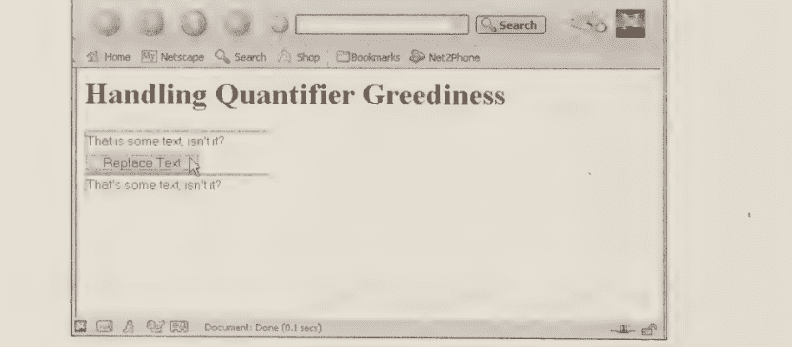 Search
Home My Netscape Search Shop Bookmarks Net2Phone
Handling Quantifier Greediness
That is some text, isn't it?
Replace Text
That's some text, isn't it?
Document: Done (0.1 secs)